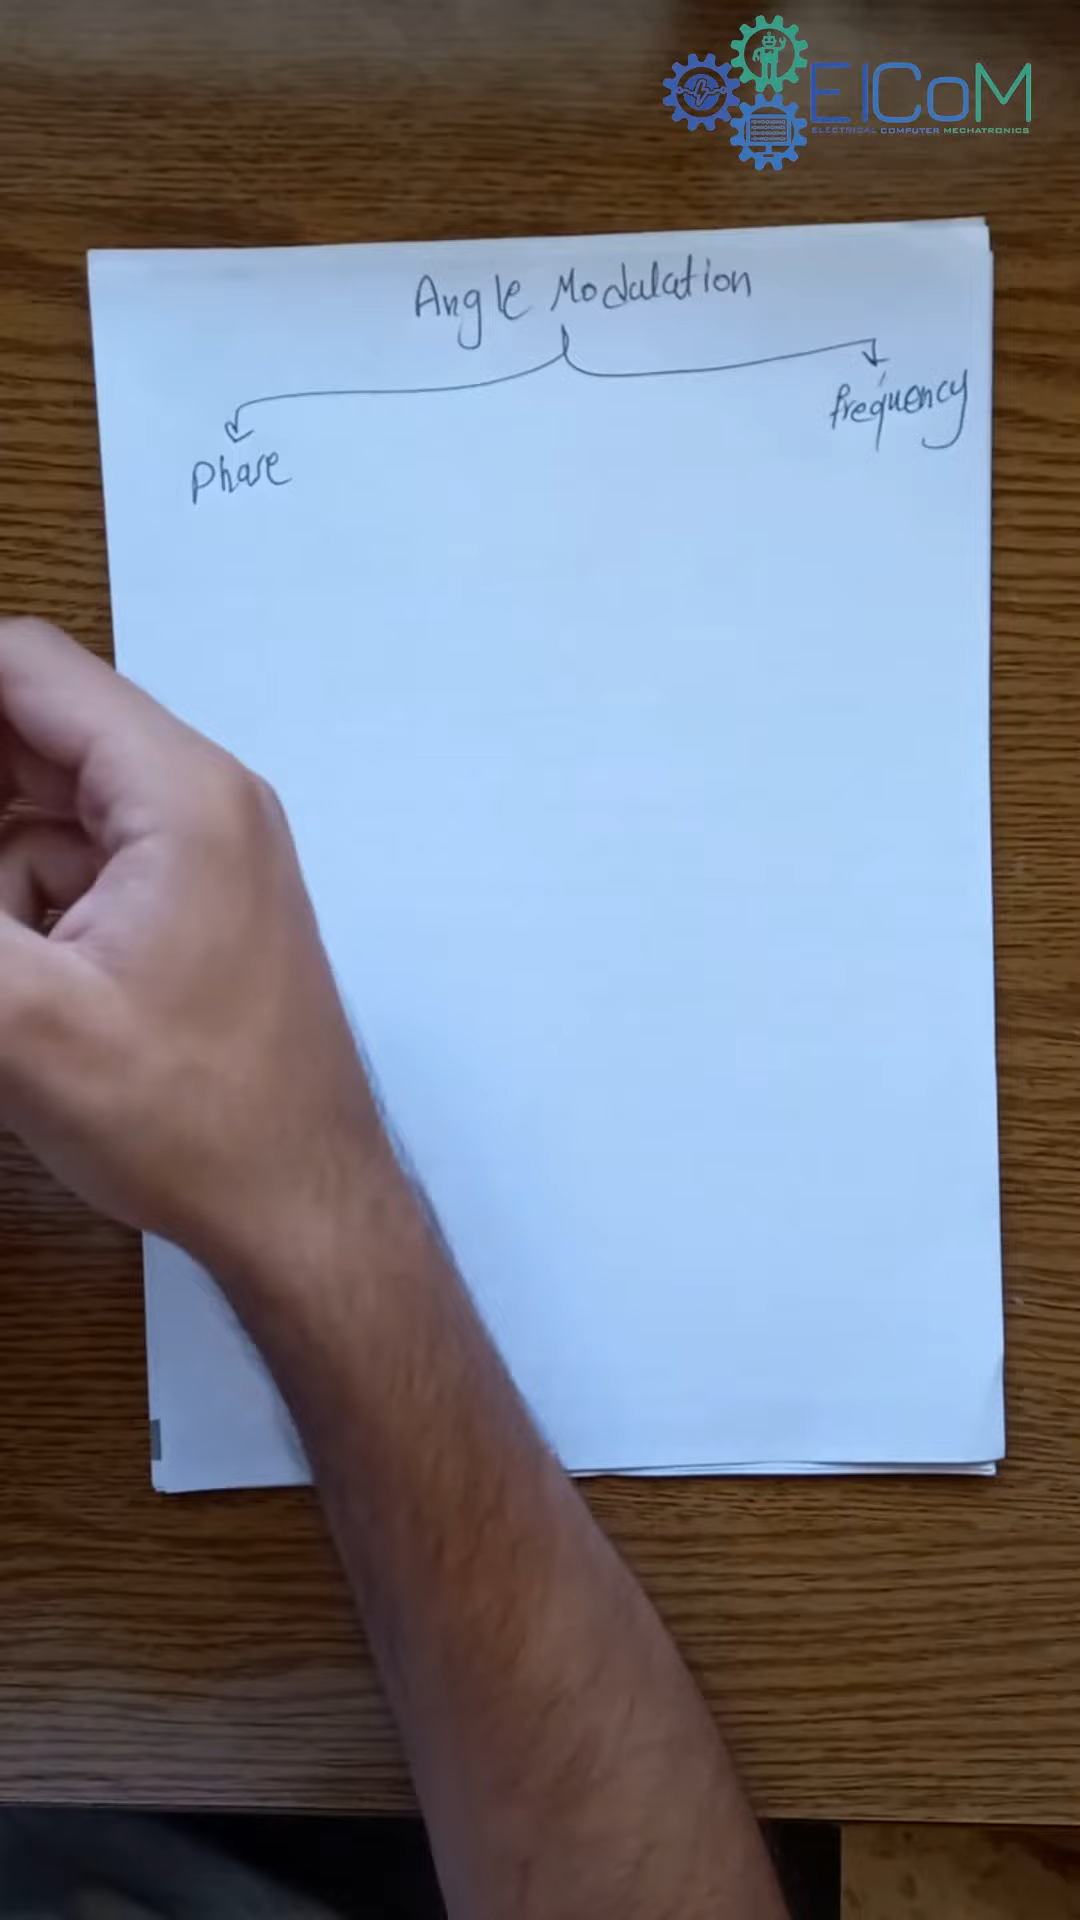 EICoM
ELECTRICAL COMPUTER MECHATRONICS
Angle Modulation
Phase
frequency